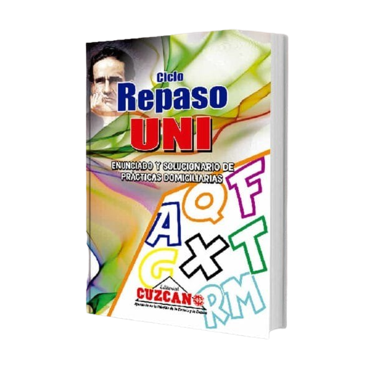 Ciclo
Repaso
UNI
ENUNCIADO Y SOLUCIONARIO DE
PRÁCTICAS DOMICILIARIAS
Q F
A X T
G RM
Editorial
CUZCANO